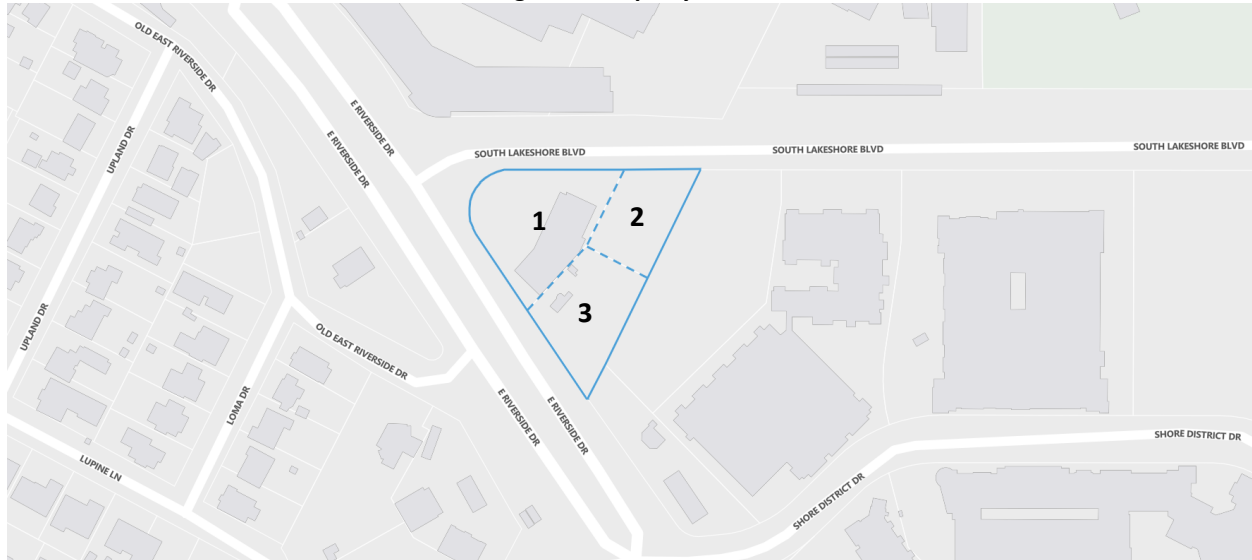 OLD EAST RIVERSIDE DR
E RIVERSIDE DR
E RIVERSIDE DR
UPLAND DR
SOUTH LAKESHORE BLVD
SOUTH LAKESHORE BLVD
SOUTH LAKESHORE BLVD
1
2
3
UPLAND DR
OLD EAST RIVERSIDE DR
LOMA DR
E RIVERSIDE DR
E RIVERSIDE DR
SHORE DISTRICT DR
LUPINE LN
SHORE DISTRICT DR